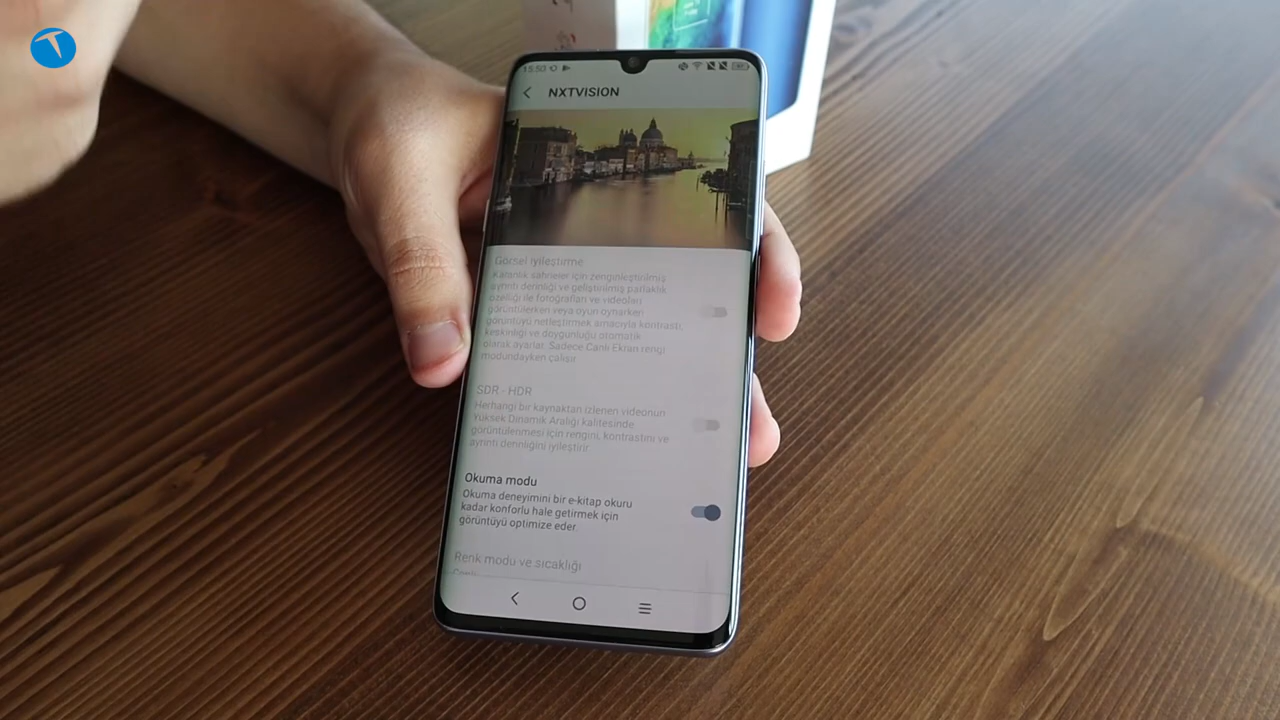 15:53
NXTVISION
Görsel iyileştirme
Karanlık sahneler için zenginleştirilmiş
ayrıntı derinliği ve geliştirilmiş parlaklık
özelliği ile fotoğrafları ve videoları
görüntülerken veya oyun oynarken
görüntüyü netleştirmek amacıyla kontrastı,
keskinliği ve doygunluğu otomatik
olarak ayarlar. Sadece Canlı Ekran rengi
modundayken çalışır.
SDR - HDR
Herhangi bir kaynaktan izlenen videonun
Yüksek Dinamik Aralığı kalitesinde
görüntülenmesi için rengini, kontrastını ve
ayrıntı derinliğini iyileştirir.
Okuma modu
Okuma deneyimini bir e-kitap okuru
kadar konforlu hale getirmek için
görüntüyü optimize eder.
Renk modu ve sıcaklığı